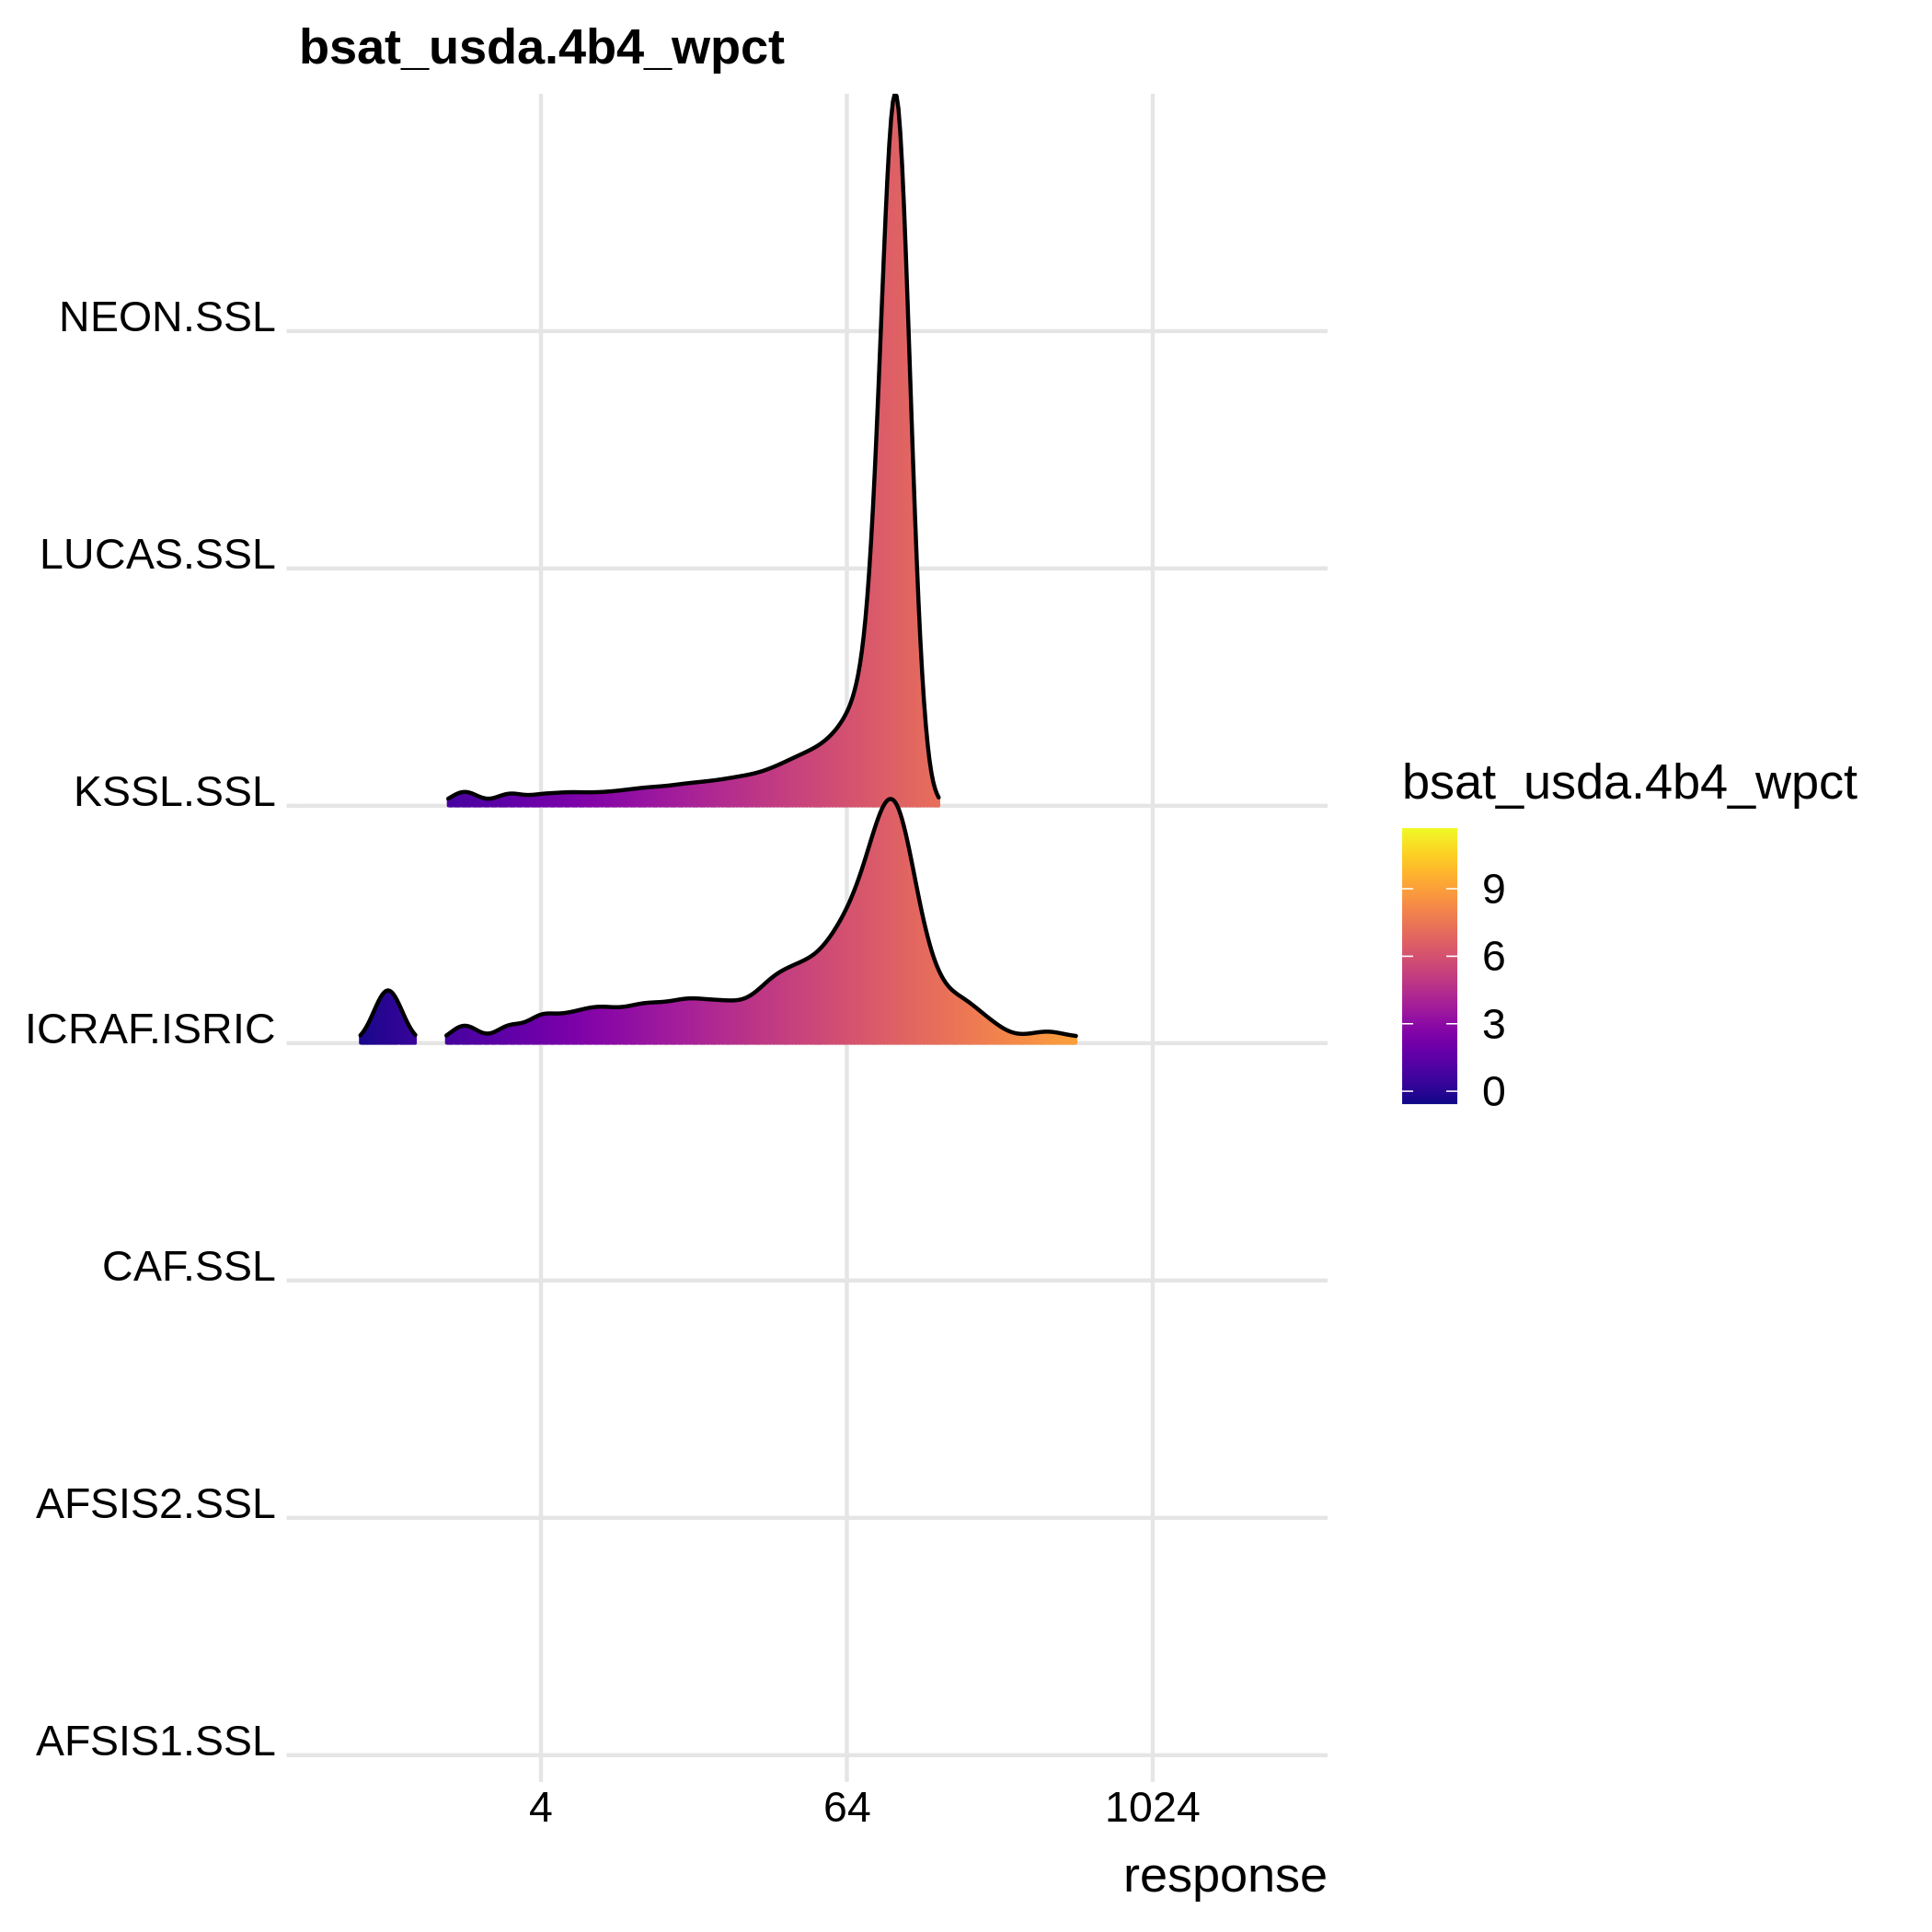 bsat_usda.4b4_wpct
NEON.SSL
LUCAS.SSL
KSSL.SSL
ICRAF.ISRIC
CAF.SSL
AFSIS2.SSL
AFSIS1.SSL
4 64 1024
response
bsat_usda.4b4_wpct
9
6
3
0